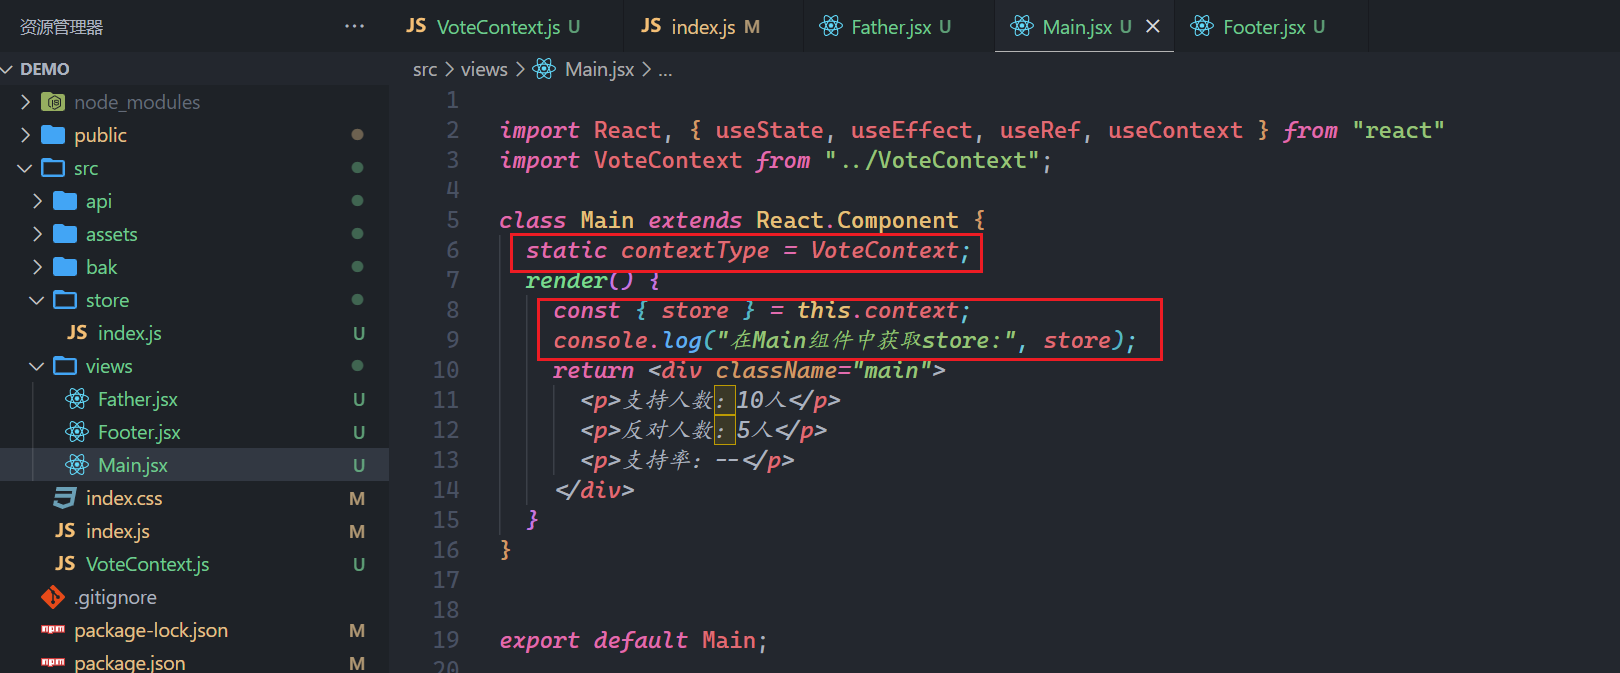 资源管理器 ···
JS VoteContext.js U
JS index.js M
Father.jsx U
Main.jsx U
Footer.jsx U
DEMO
node_modules
public
src
api
assets
bak
store
JS index.js U
views
Father.jsx U
Footer.jsx U
Main.jsx U
index.css M
JS index.js M
JS VoteContext.js U
.gitignore
package-lock.json M
package.json M
src > views > Main.jsx > ...
1
2 import React, { useState, useEffect, useRef, useContext } from "react"
3 import VoteContext from "../VoteContext";
4
5 class Main extends React.Component {
6 static contextType = VoteContext;
7 render() {
8 const { store } = this.context;
9 console.log("在Main组件中获取store:", store);
10 return <div className="main">
11 <p>支持人数：10人</p>
12 <p>反对人数：5人</p>
13 <p>支持率: --</p>
14 </div>
15 }
16 }
17
18
19 export default Main;
20